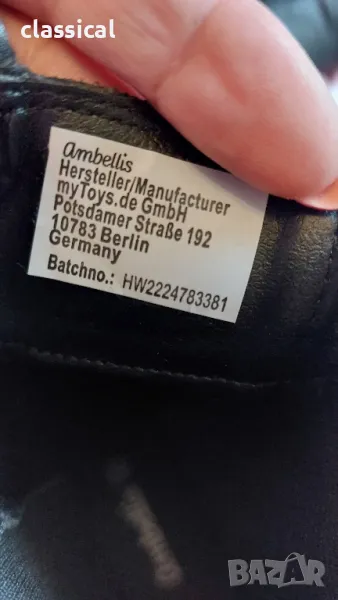 classical
ambellis
Hersteller/Manufacturer
myToys.de GmbH
Potsdamer Straße 192
10783 Berlin
Germany
Batchno.: HW2224783381
BAZAR